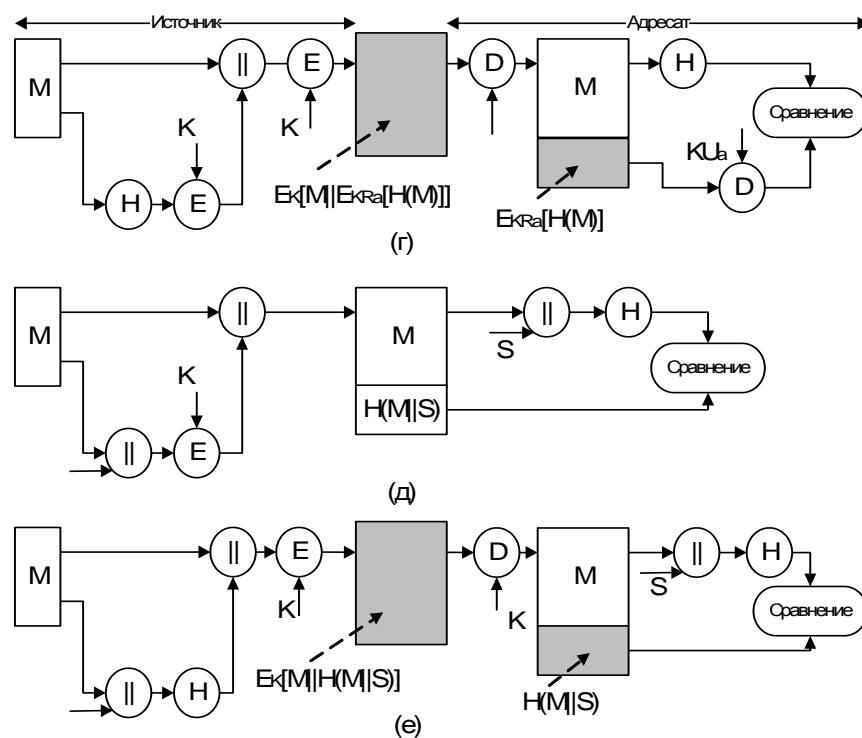 Источник
Адресат
M
||
E
D
M
H
Сравнение
K
K
KUa
H
E
D
EK[M||EKRa[H(M)]]
EKRa[H(M)]
(г)
M
||
M
||
H
S
Сравнение
K
H(M||S)
||
E
(д)
M
||
E
D
M
||
H
S
K
K
Сравнение
||
H
EK[M||H(M||S)]
H(M||S)
(е)